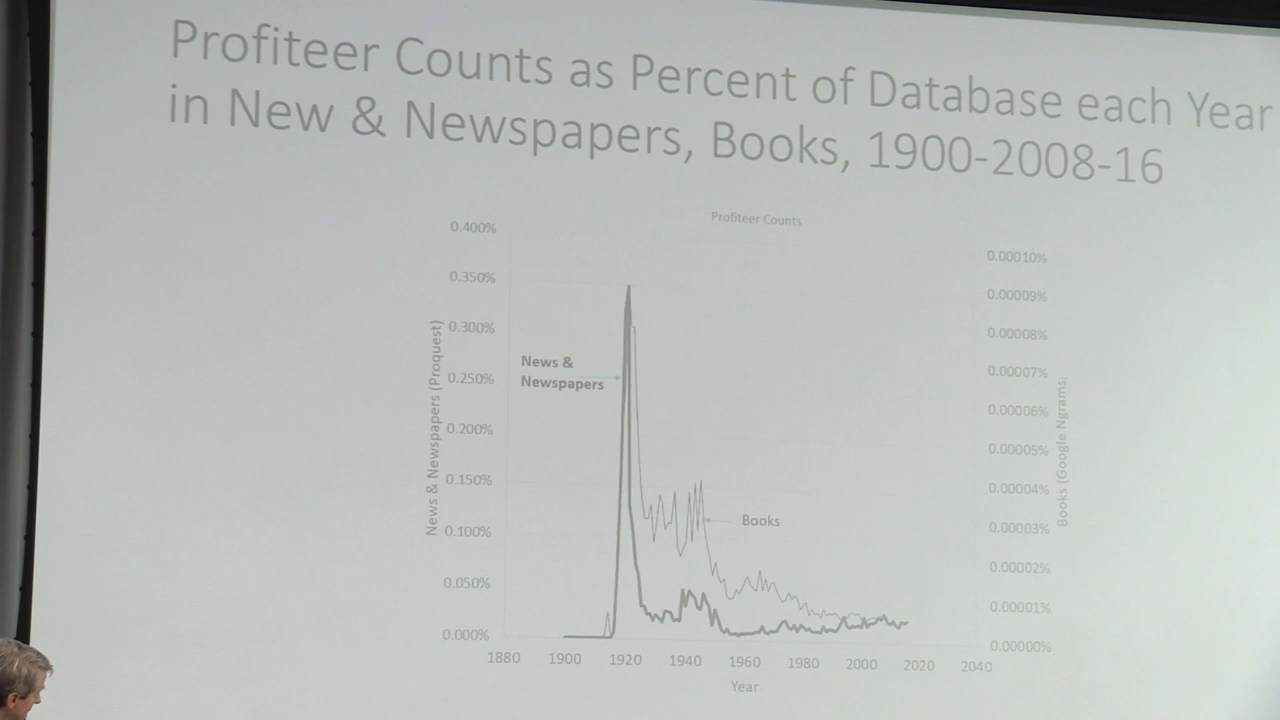 Profiteer Counts as Percent of Database each Year
in New & Newspapers, Books, 1900-2008-16
Profiteer Counts
0.400%
0.350%
0.300%
0.250%
0.200%
0.150%
0.100%
0.050%
0.000%
News & Newspapers (Proquest)
News &
Newspapers
Books
0.00010%
0.00009%
0.00008%
0.00007%
0.00006%
0.00005%
0.00004%
0.00003%
0.00002%
0.00001%
0.00000%
Books (Google Ngrams)
1880 1900 1920 1940 1960 1980 2000 2020 2040
Year